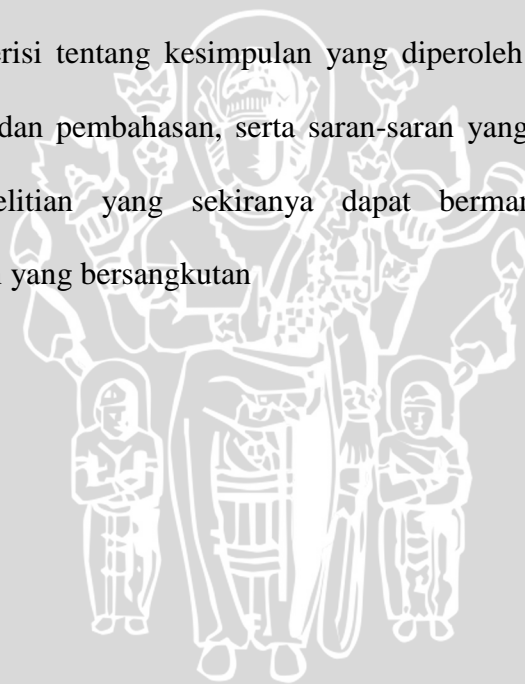 erisi tentang kesimpulan yang diperoleh
dan pembahasan, serta saran-saran yang
elitian yang sekiranya dapat berman
yang bersangkutan